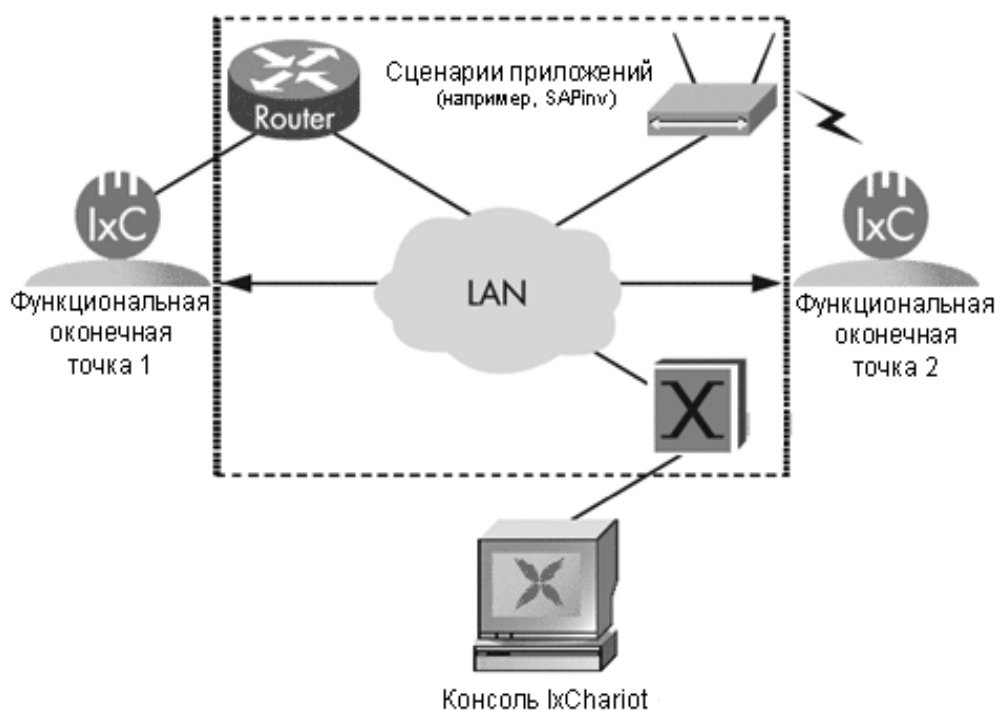 Сценарии приложений
(например, SAPinv)
Router
IxC
IxC
LAN
Функциональная
оконечная
точка 1
Функциональная
оконечная
точка 2
X
Консоль IxChariot